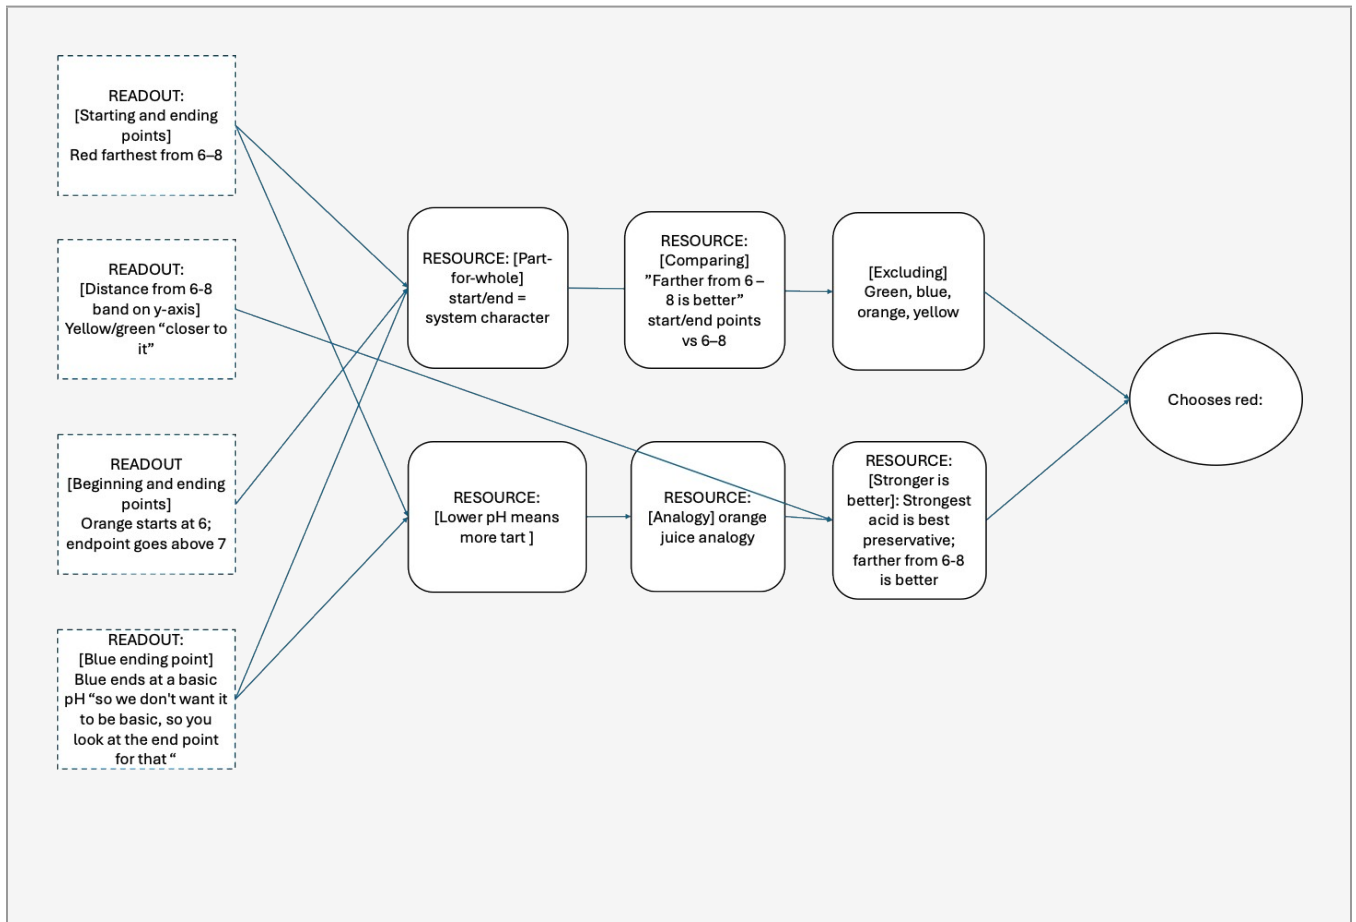 READOUT:
[Starting and ending
points]
Red farthest from 6–8
READOUT:
[Distance from 6-8
band on y-axis]
Yellow/green “closer to
it”
READOUT
[Beginning and ending
points]
Orange starts at 6;
endpoint goes above 7
READOUT:
[Blue ending point]
Blue ends at a basic
pH “so we don't want it
to be basic, so you
look at the end point
for that “
RESOURCE: [Part-
for-whole]
start/end =
system character
RESOURCE:
[Comparing]
”Farther from 6 –
8 is better”
start/end points
vs 6–8
[Excluding]
Green, blue,
orange, yellow
RESOURCE:
[Lower pH means
more tart ]
RESOURCE:
[Analogy] orange
juice analogy
RESOURCE:
[Stronger is
better]: Strongest
acid is best
preservative;
farther from 6-8
is better
Chooses red: